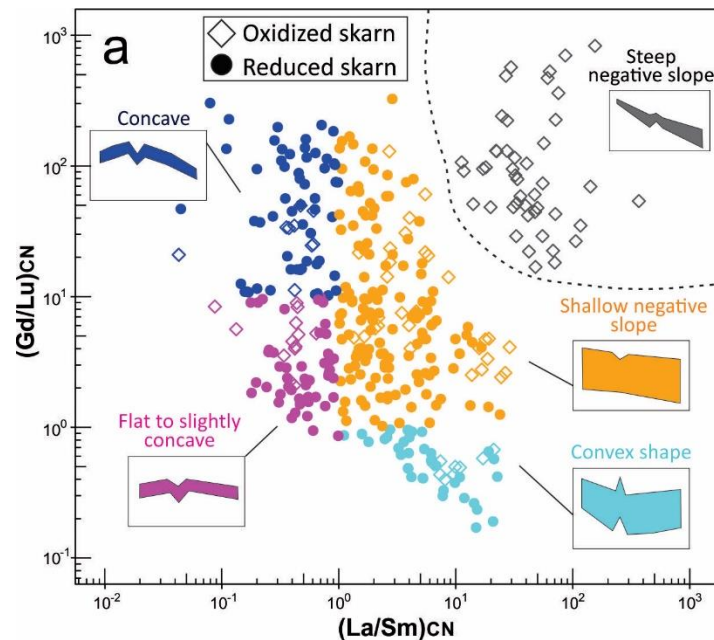 a
Oxidized skarn
Reduced skarn
Steep
negative slope
Concave
Shallow negative
slope
Flat to slightly
concave
Convex shape
10³
10²
10¹
10⁰
10⁻¹
(Gd/Lu)CN
10⁻²
10⁻¹
10⁰
10¹
10²
10³
(La/Sm)CN